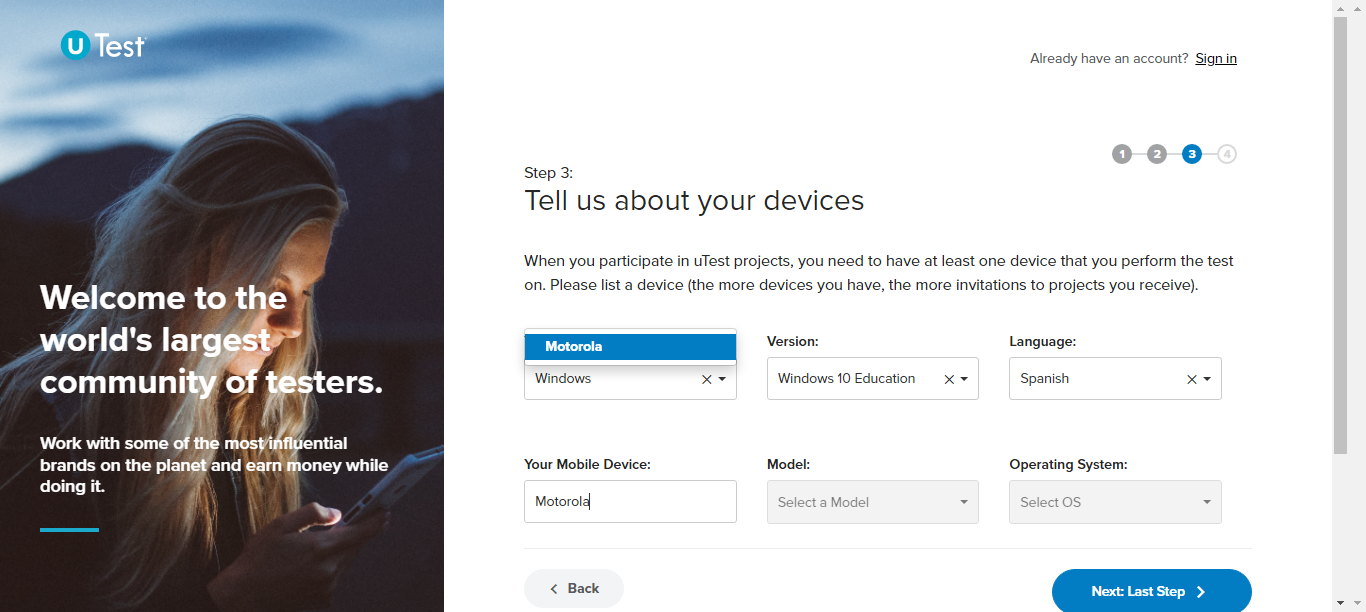 U Test
Welcome to the
world's largest
community of testers.
Work with some of the most influential
brands on the planet and earn money while
doing it.
Already have an account? Sign in
1 2 3 4
Step 3:
Tell us about your devices
When you participate in uTest projects, you need to have at least one device that you perform the test
on. Please list a device (the more devices you have, the more invitations to projects you receive).
Motorola
Version:
Language:
Windows
Windows 10 Education
Spanish
Your Mobile Device:
Model:
Operating System:
Motorola
Select a Model
Select OS
Back
Next: Last Step